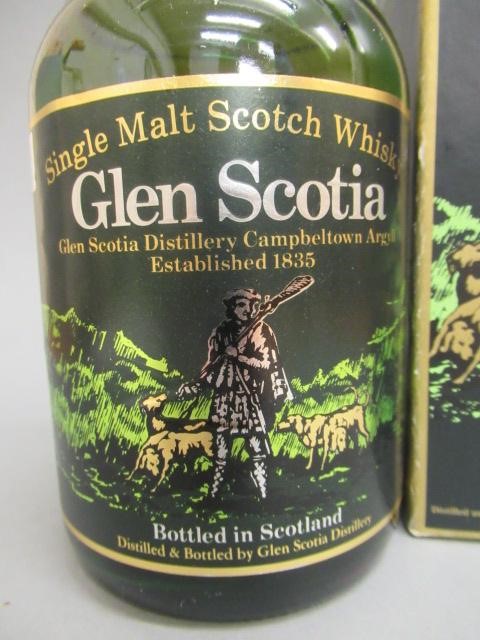 Single Malt Scotch Whisky
Glen Scotia
Glen Scotia Distillery Campbeltown Argyll
Established 1835
Bottled in Scotland
Distilled & Bottled by Glen Scotia Distillery
Distilled